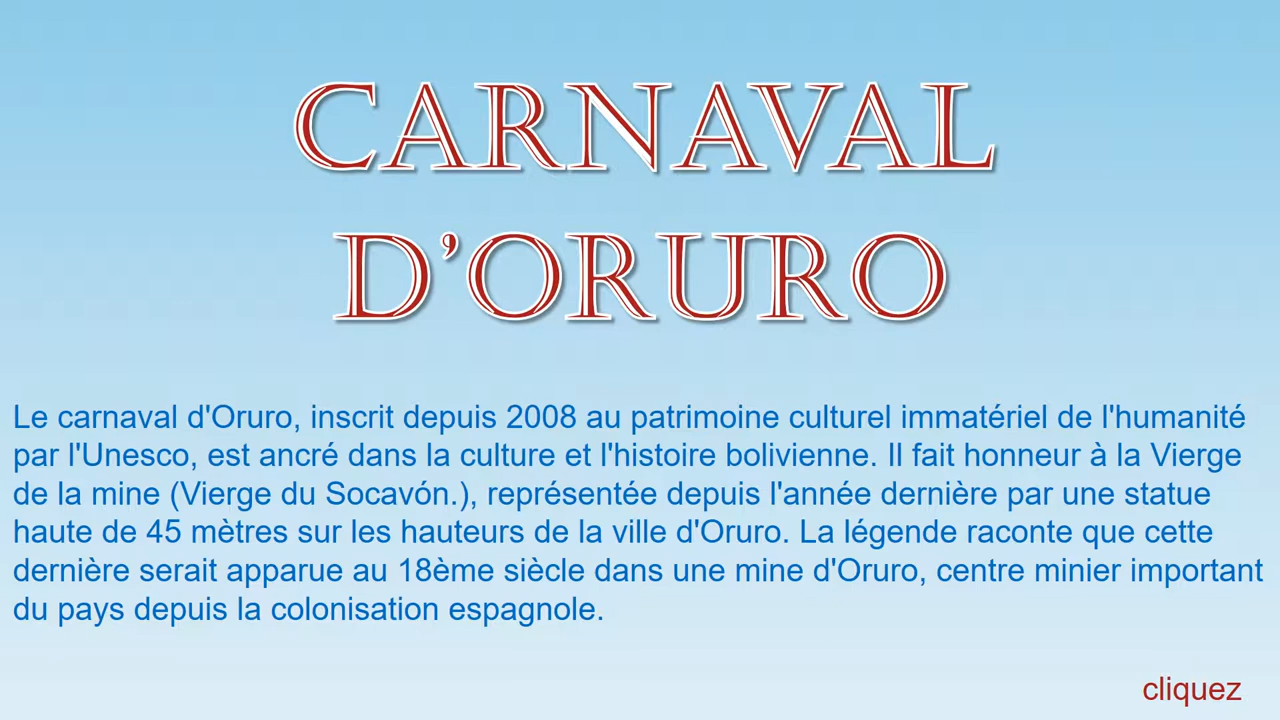 CARNAVAL
D’ORURO
Le carnaval d'Oruro, inscrit depuis 2008 au patrimoine culturel immatériel de l'humanité
par l'Unesco, est ancré dans la culture et l'histoire bolivienne. Il fait honneur à la Vierge
de la mine (Vierge du Socavón.), représentée depuis l'année dernière par une statue
haute de 45 mètres sur les hauteurs de la ville d'Oruro. La légende raconte que cette
dernière serait apparue au 18ème siècle dans une mine d'Oruro, centre minier important
du pays depuis la colonisation espagnole.
cliquez